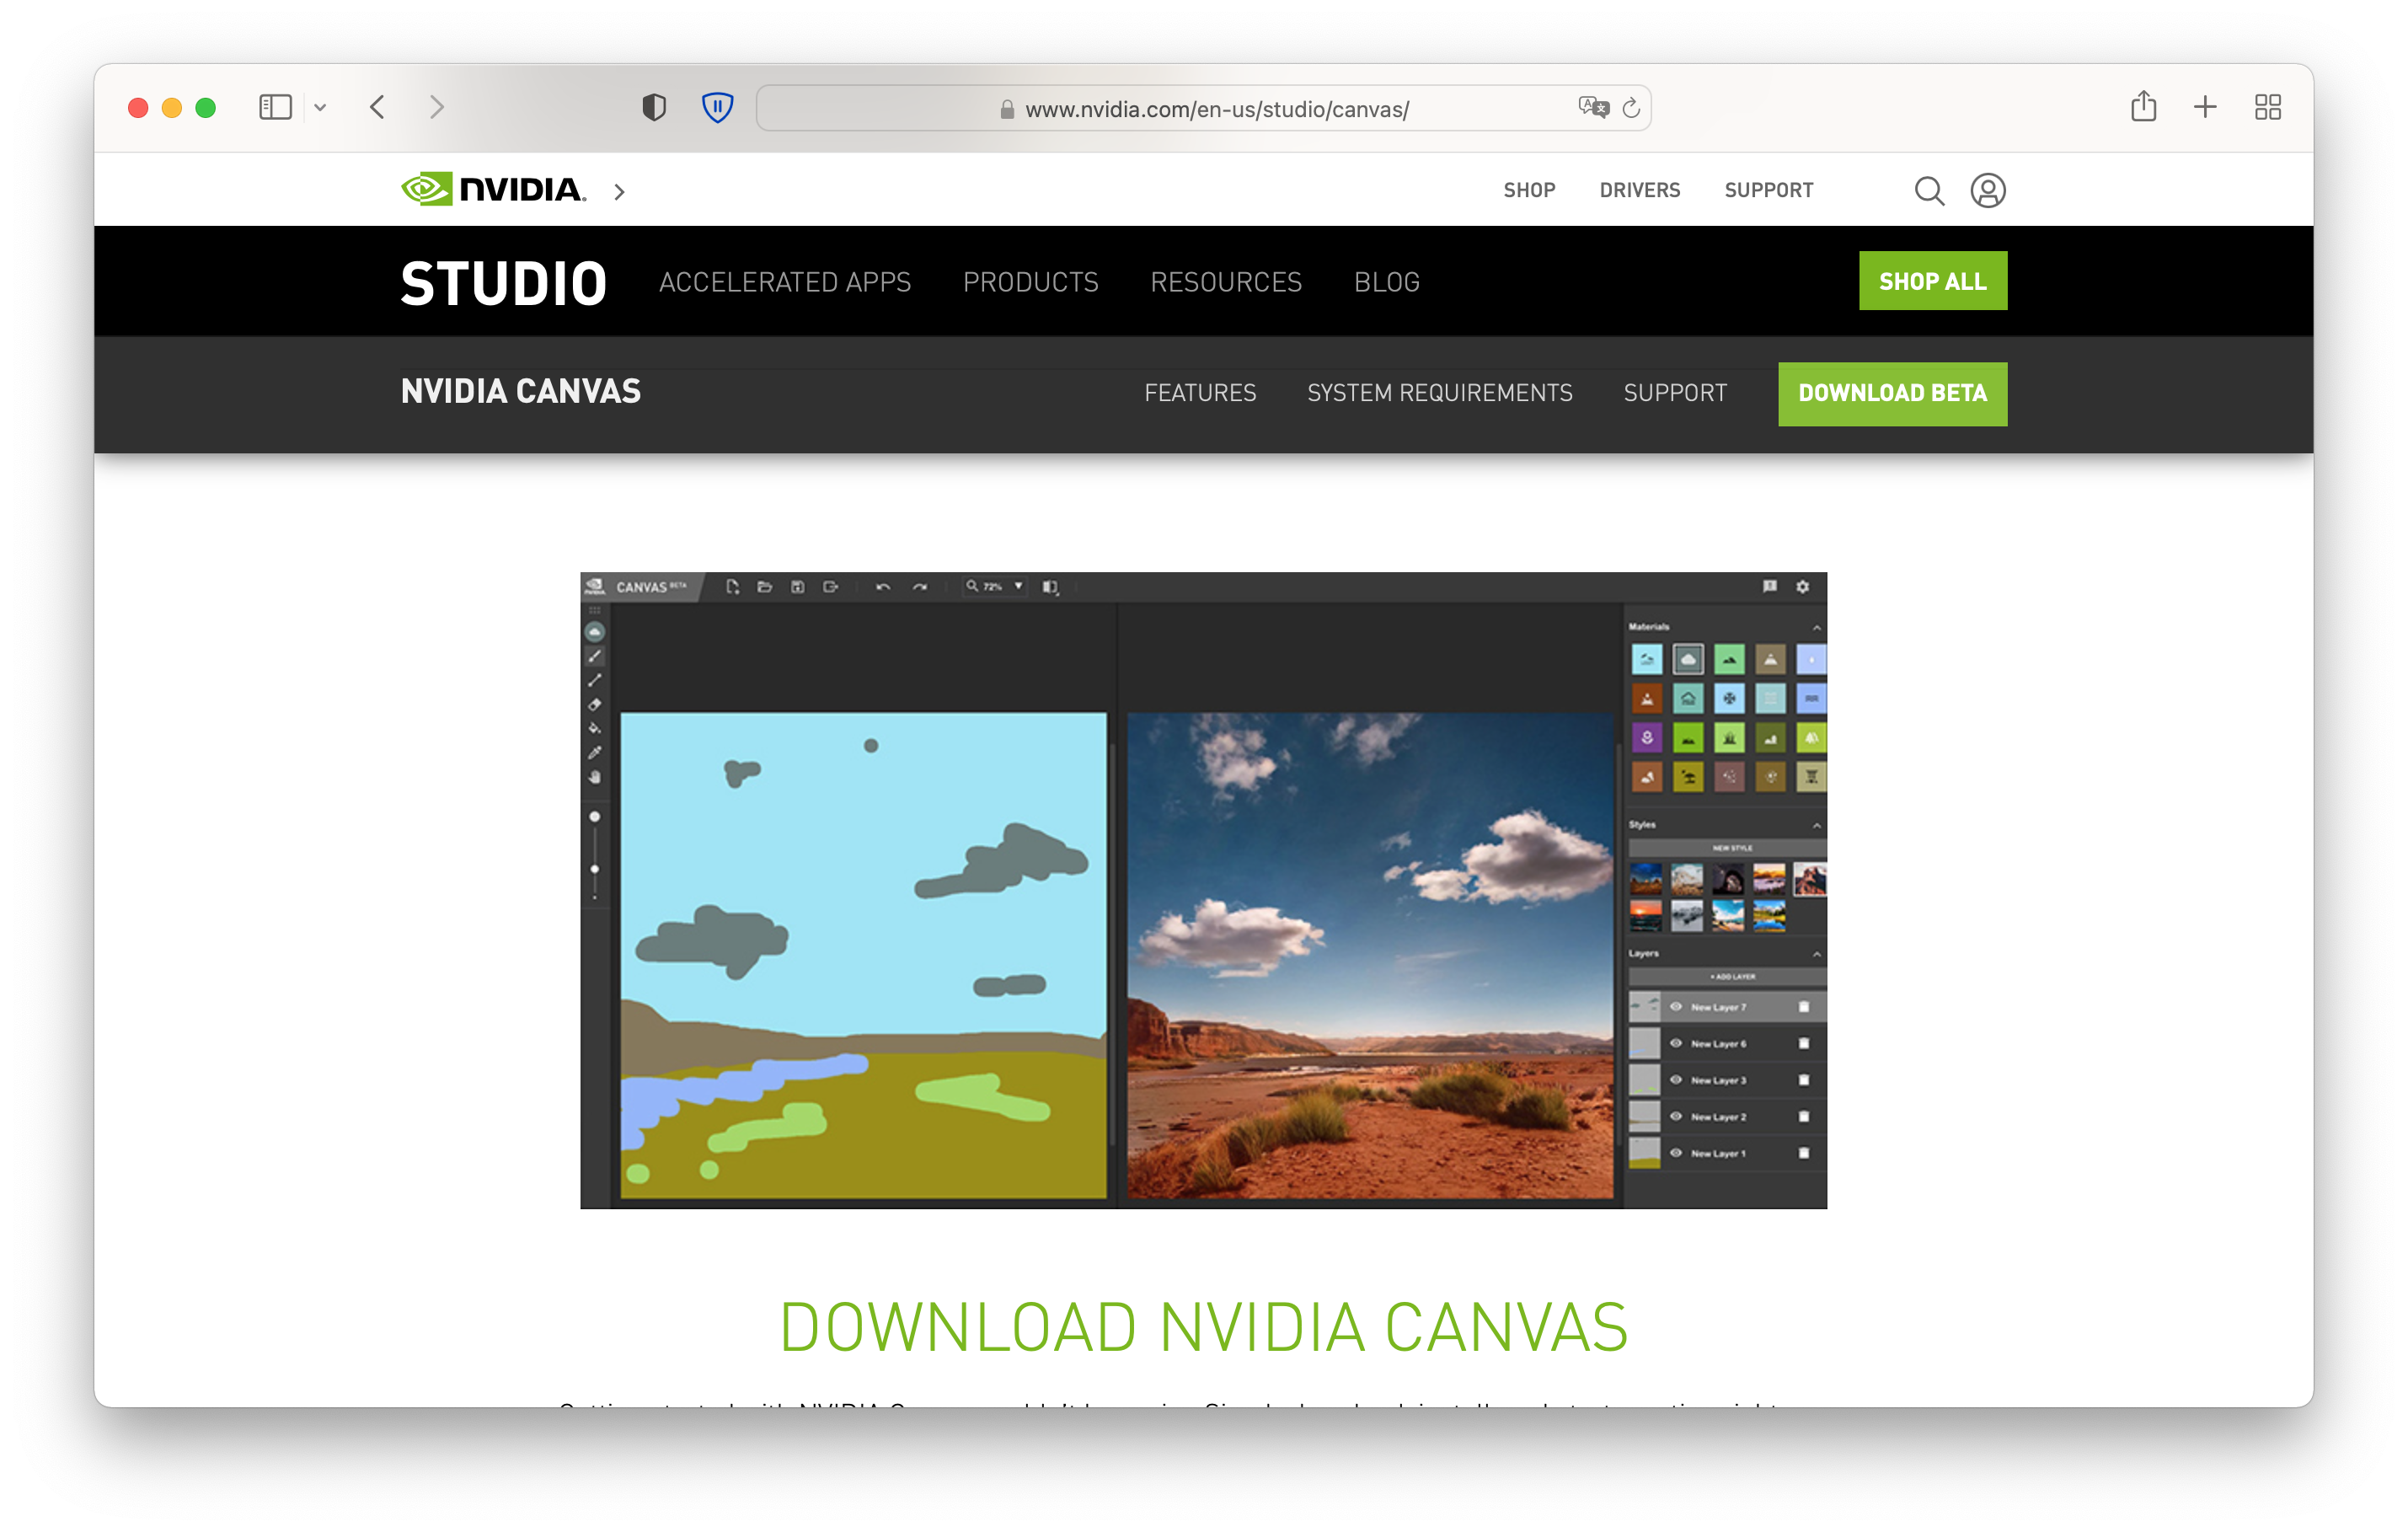 www.nvidia.com/en-us/studio/canvas/
NVIDIA.
SHOP DRIVERS SUPPORT
STUDIO ACCELERATED APPS PRODUCTS RESOURCES BLOG SHOP ALL
NVIDIA CANVAS FEATURES SYSTEM REQUIREMENTS SUPPORT DOWNLOAD BETA
NVIDIA CANVAS BETA 72%
Materials
Styles
NEW STYLE
Layers
+ ADD LAYER
New Layer 7
New Layer 6
New Layer 3
New Layer 2
New Layer 1
DOWNLOAD NVIDIA CANVAS